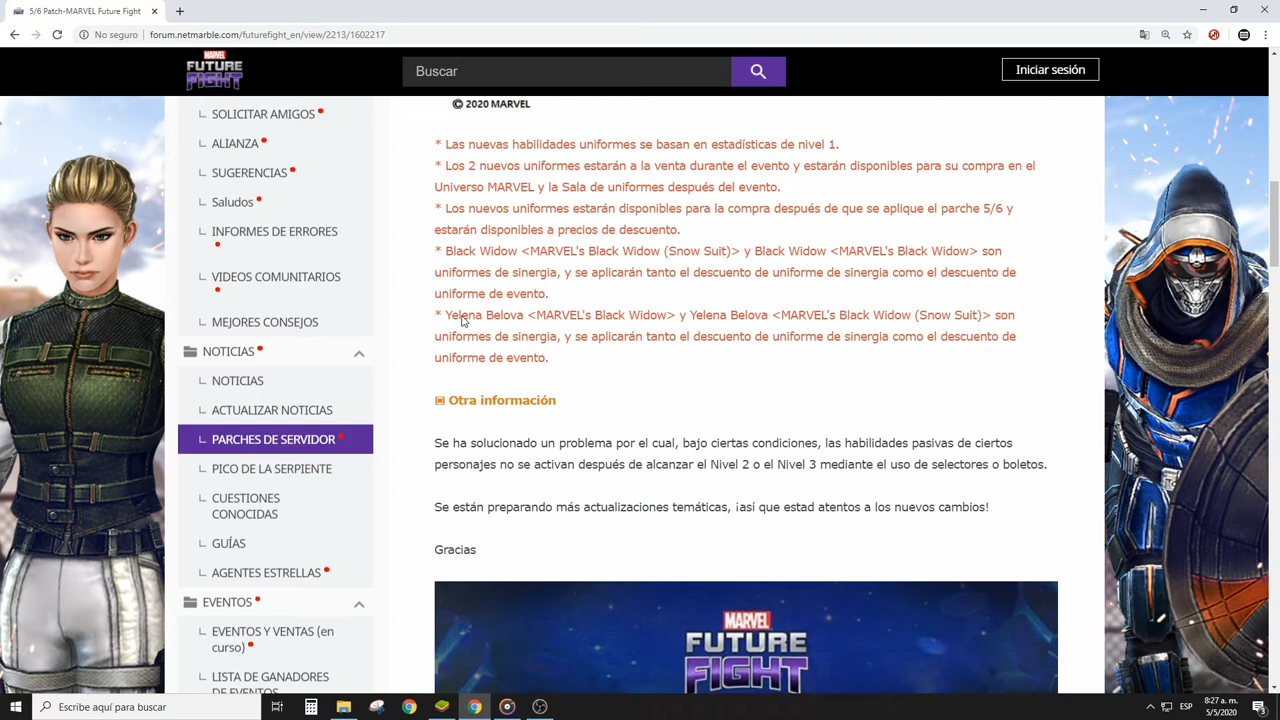 5/6 Patch-MARVEL Future Fight
No seguro
forum.netmarble.com/futurefight_en/view/2213/1602217
MARVEL
FUTURE
FIGHT
Buscar
Iniciar sesión
SOLICITAR AMIGOS
ALIANZA
SUGERENCIAS
Saludos
INFORMES DE ERRORES
VIDEOS COMUNITARIOS
MEJORES CONSEJOS
NOTICIAS
NOTICIAS
ACTUALIZAR NOTICIAS
PARCHES DE SERVIDOR
PICO DE LA SERPIENTE
CUESTIONES
CONOCIDAS
GUÍAS
AGENTES ESTRELLAS
EVENTOS
EVENTOS Y VENTAS (en
curso)
LISTA DE GANADORES
DE EVENTOS
© 2020 MARVEL
* Las nuevas habilidades uniformes se basan en estadísticas de nivel 1.
* Los 2 nuevos uniformes estarán a la venta durante el evento y estarán disponibles para su compra en el
Universo MARVEL y la Sala de uniformes después del evento.
* Los nuevos uniformes estarán disponibles para la compra después de que se aplique el parche 5/6 y
estarán disponibles a precios de descuento.
* Black Widow <MARVEL's Black Widow (Snow Suit)> y Black Widow <MARVEL's Black Widow> son
uniformes de sinergia, y se aplicarán tanto el descuento de uniforme de sinergia como el descuento de
uniforme de evento.
* Yelena Belova <MARVEL's Black Widow> y Yelena Belova <MARVEL's Black Widow (Snow Suit)> son
uniformes de sinergia, y se aplicarán tanto el descuento de uniforme de sinergia como el descuento de
uniforme de evento.
▣ Otra información
Se ha solucionado un problema por el cual, bajo ciertas condiciones, las habilidades pasivas de ciertos
personajes no se activan después de alcanzar el Nivel 2 o el Nivel 3 mediante el uso de selectores o boletos.
Se están preparando más actualizaciones temáticas, ¡así que estad atentos a los nuevos cambios!
Gracias
MARVEL
FUTURE
FIGHT
Escribe aquí para buscar
ESP
8:27 a. m.
5/5/2020
3